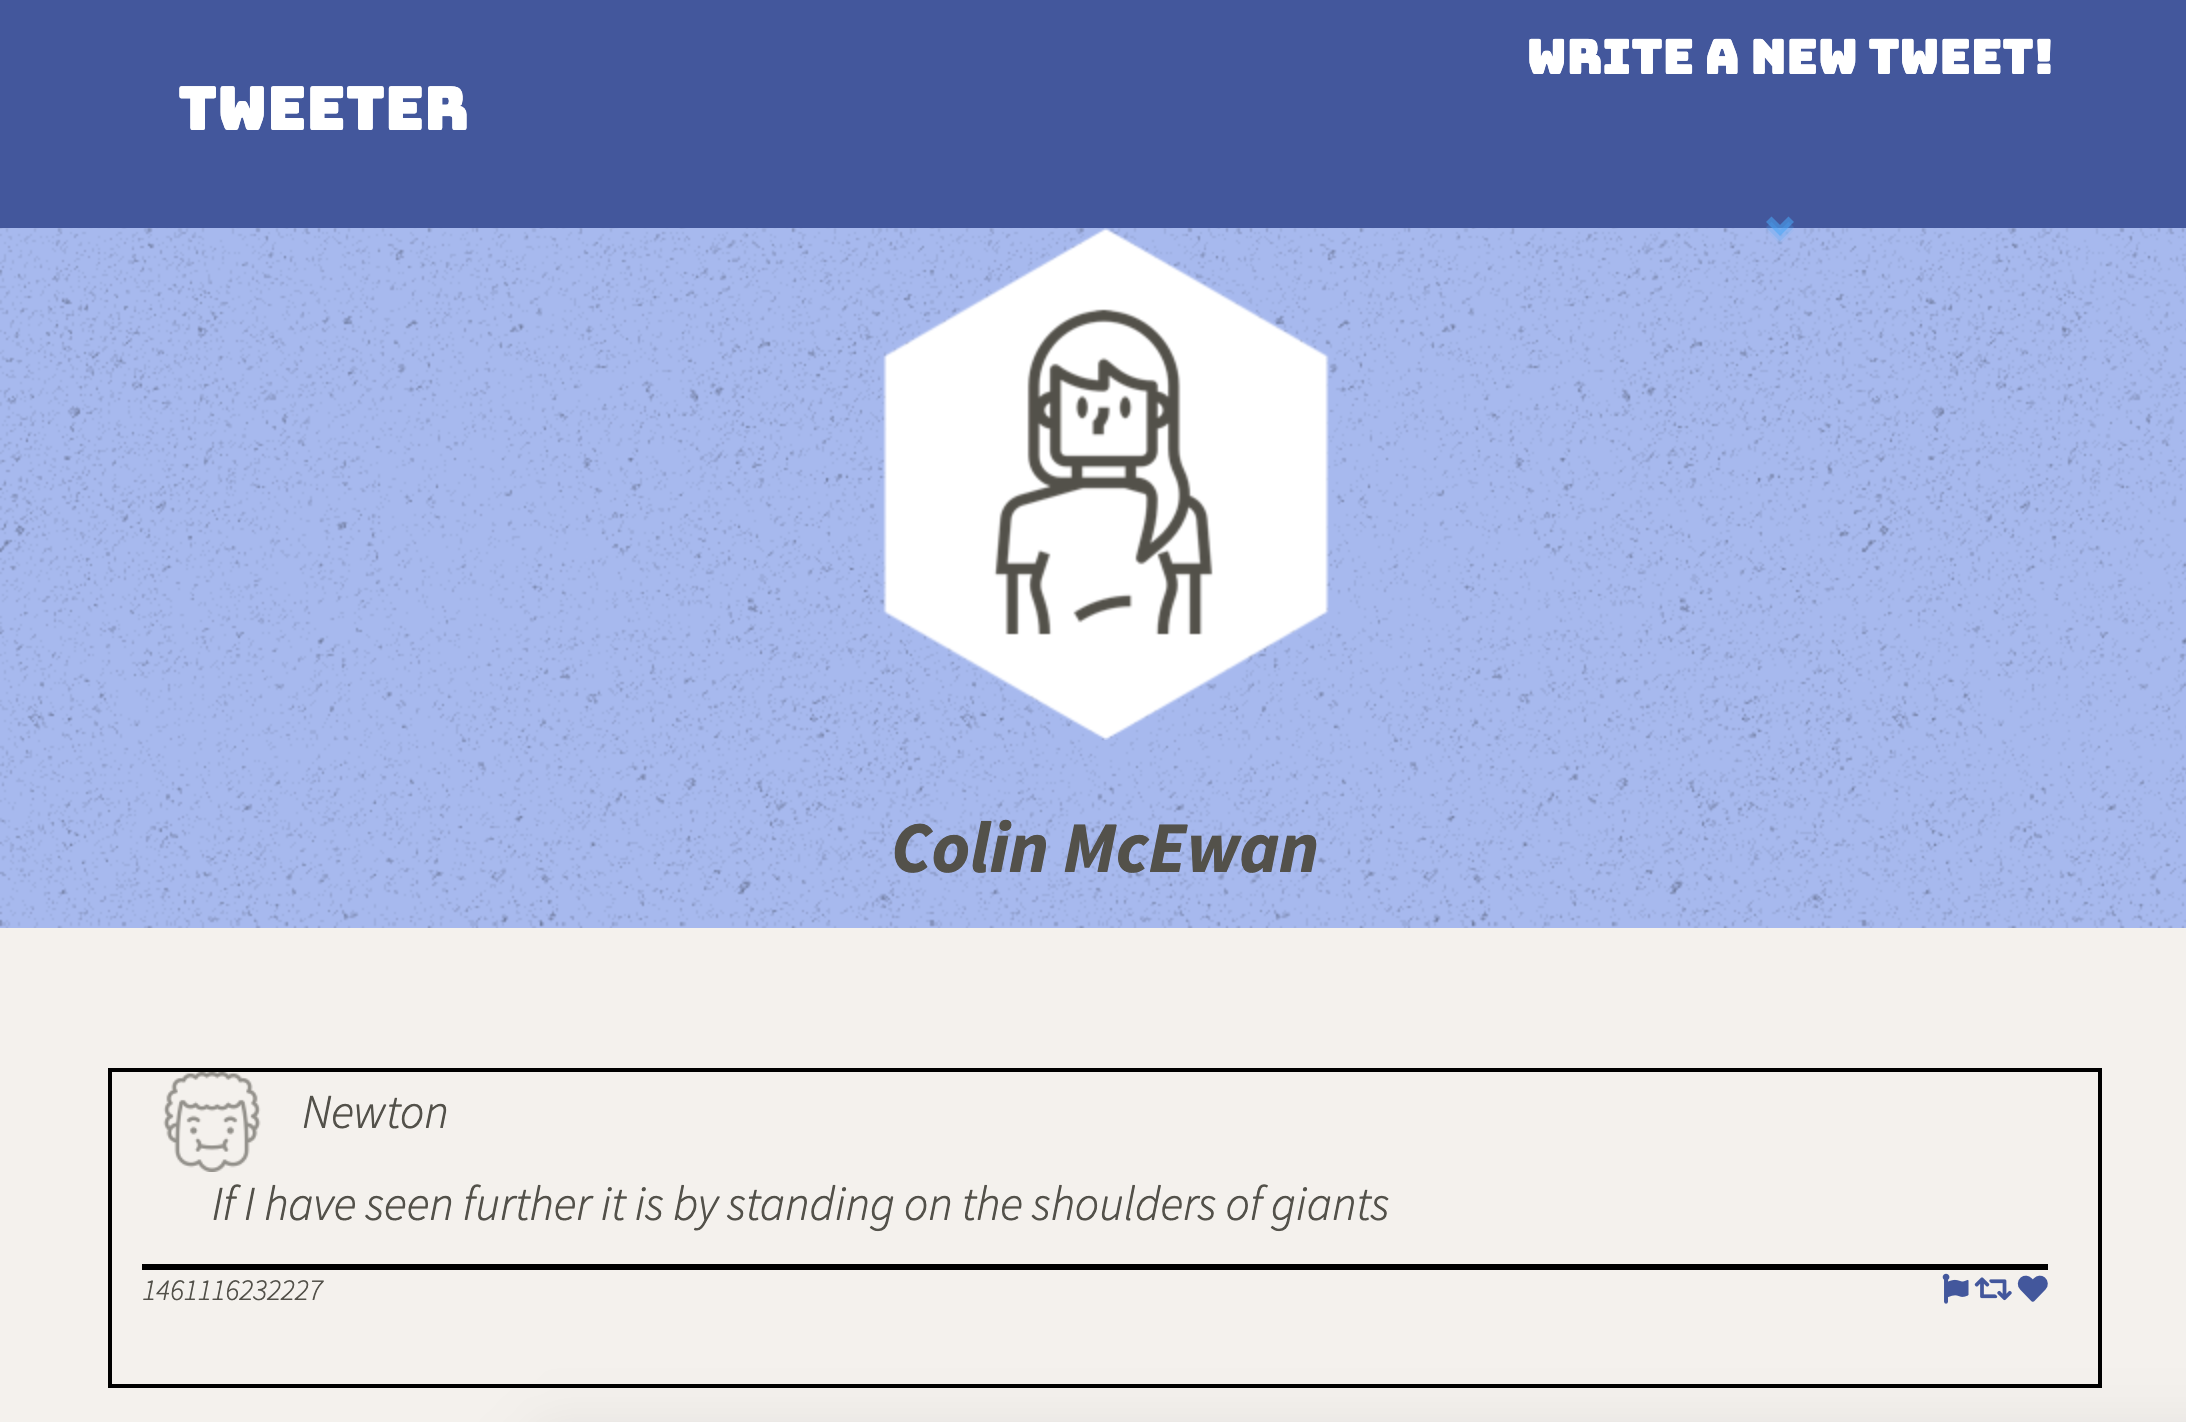 WRITE A NEW TWEET!
TWEETER
Colin McEwan
Newton
If I have seen further it is by standing on the shoulders of giants
1461116232227